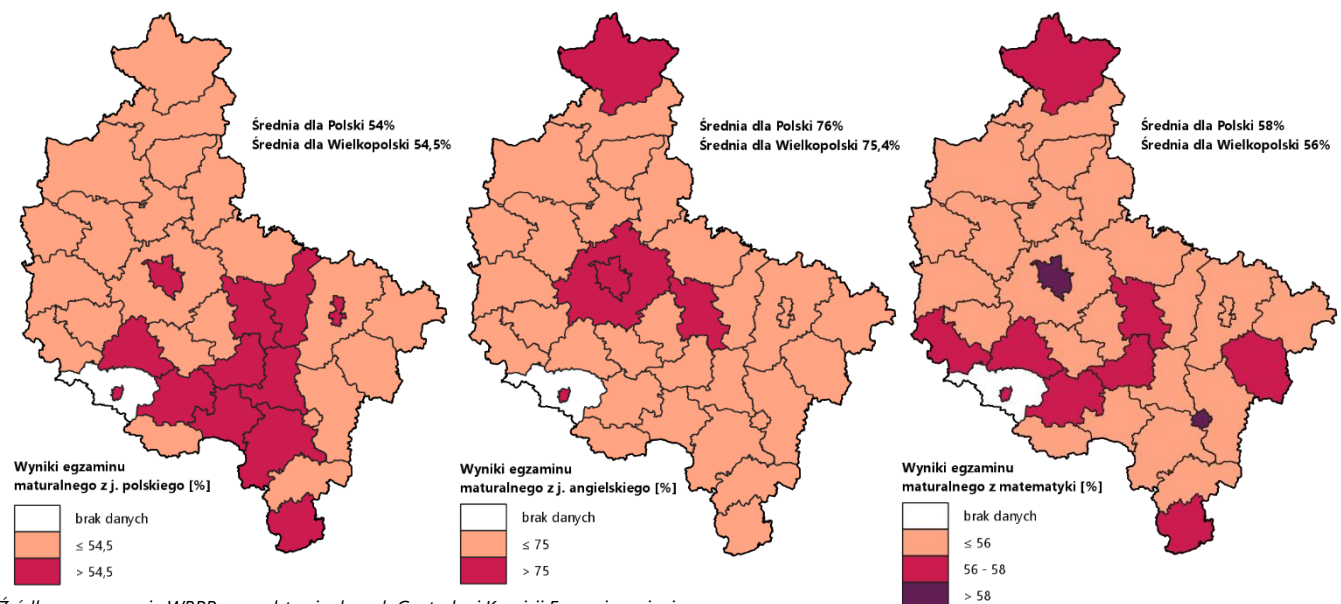 Średnia dla Polski 54%
Średnia dla Wielkopolski 54,5%
Wyniki egzaminu
maturalnego z j. polskiego [%]
brak danych
≤ 54,5
> 54,5
Średnia dla Polski 76%
Średnia dla Wielkopolski 75,4%
Wyniki egzaminu
maturalnego z j. angielskiego [%]
brak danych
≤ 75
> 75
Średnia dla Polski 58%
Średnia dla Wielkopolski 56%
Wyniki egzaminu
maturalnego z matematyki [%]
brak danych
≤ 56
56 - 58
> 58